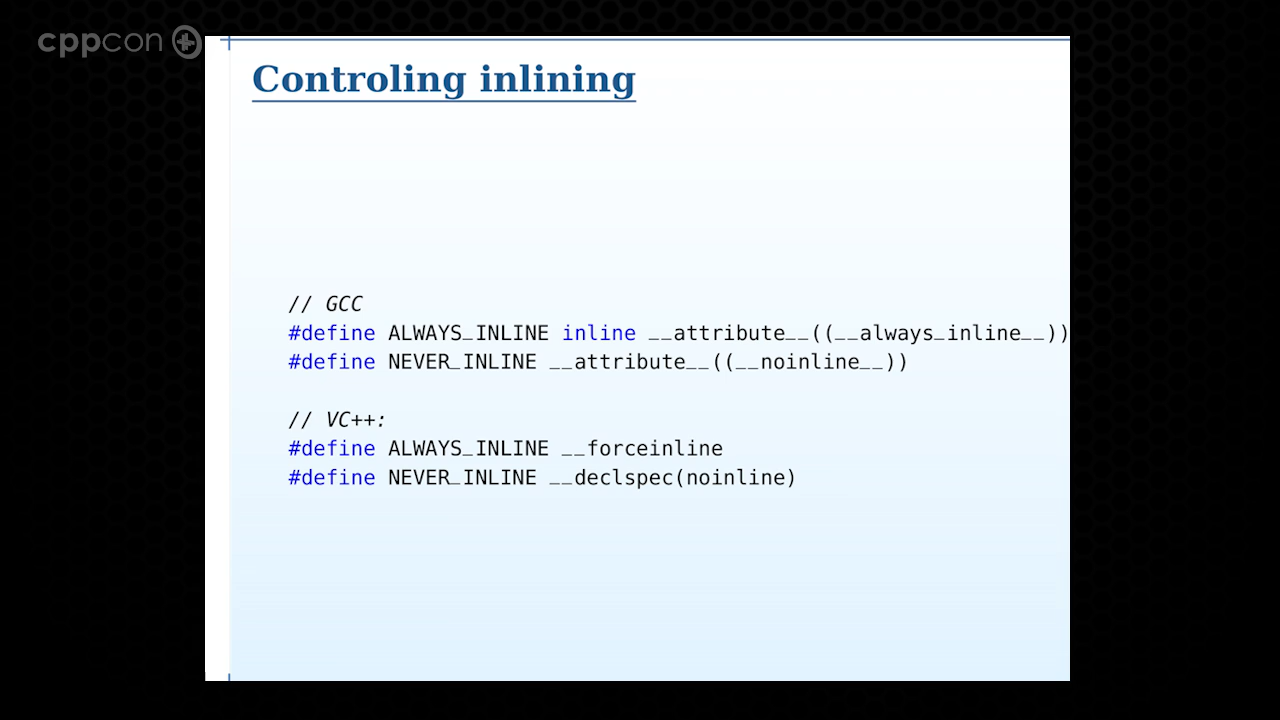 cppcon
Controling inlining
// GCC
#define ALWAYS_INLINE inline __attribute__((__always_inline__))
#define NEVER_INLINE __attribute__((__noinline__))
// VC++:
#define ALWAYS_INLINE __forceinline
#define NEVER_INLINE __declspec(noinline)